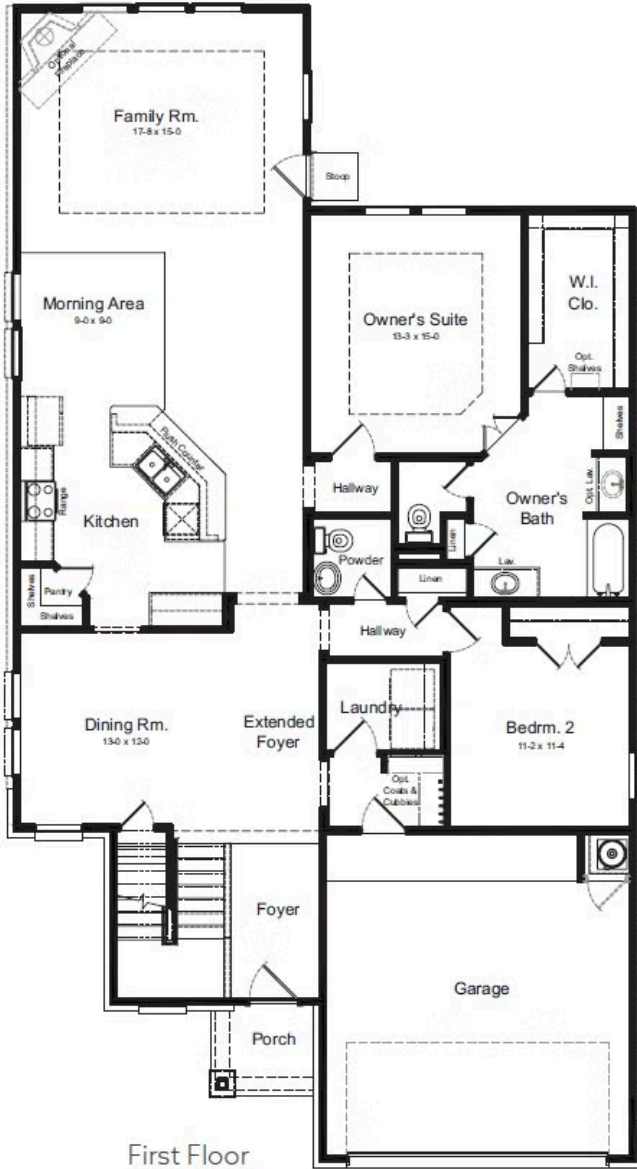 Optional
Fireplace
Family Rm.
17-8 x 15-0
Stoop
Morning Area
9-0 x 9-0
Owner's Suite
13-3 x 15-0
W.I.
Clo.
Opt.
Shelves
Shelves
Flush Counter
Range
Kitchen
Hallway
Owner's
Bath
Opt. Lav.
Linen
Lav.
Powder
Linen
Shelves
Pantry
Shelves
Hallway
Dining Rm.
13-0 x 12-0
Extended
Foyer
Laundry
Bedrm. 2
11-2 x 11-4
Opt.
Coats &
Cubbies
Foyer
Garage
Porch
First Floor